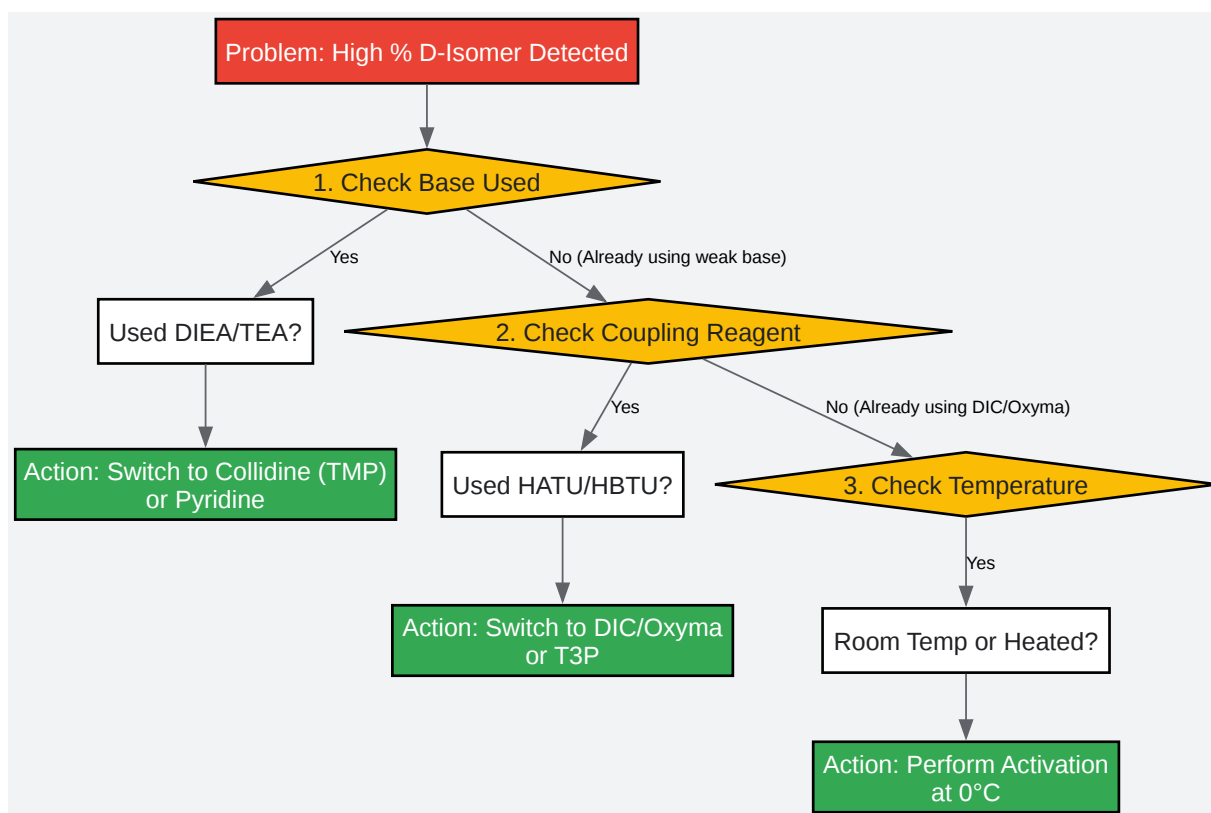 Problem: High % D-Isomer Detected
1. Check Base Used
Yes
No (Already using weak base)
Used DIEA/TEA?
2. Check Coupling Reagent
Yes
No (Already using DIC/Oxyma)
Action: Switch to Collidine (TMP)
or Pyridine
Used HATU/HBTU?
3. Check Temperature
Yes
Action: Switch to DIC/Oxyma
or T3P
Room Temp or Heated?
Action: Perform Activation
at 0°C